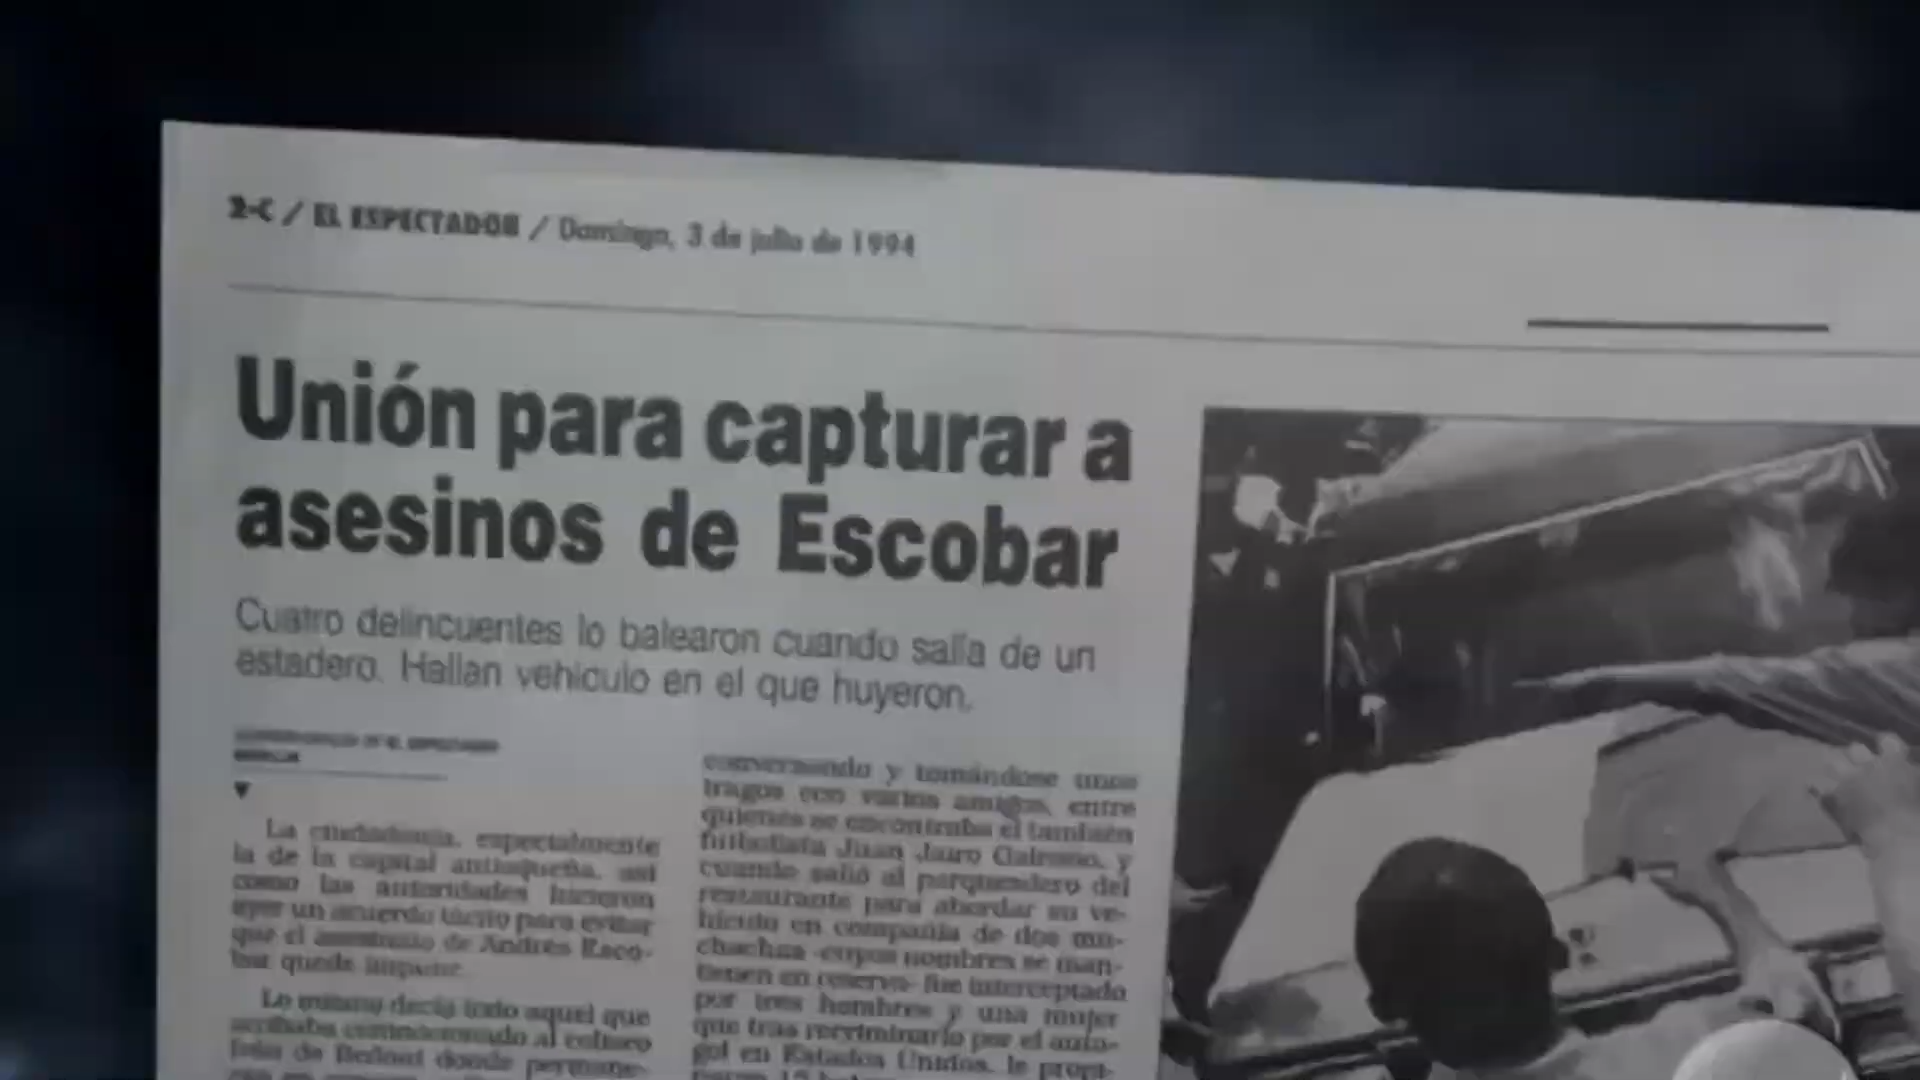 2-C / EL ESPECTADOR / Domingo, 3 de julio de 1994
Unión para capturar a
asesinos de Escobar
Cuatro delincuentes lo balearon cuando salía de un
estadero. Hallan vehículo en el que huyeron.
La ciudadanía, especialmente
la de la capital antioqueña, así
como las autoridades hicieron
ayer un acuerdo tácito para evitar
que el asesinato de Andrés Esco-
bar quede impune.
Lo mismo decía todo aquel que
arribaba conmocionado al coliseo
donde permane-
conversando y tomándose unos
tragos con varios amigos, entre
quienes se encontraba el también
futbolista Juan Jairo Galeano, y
cuando salió al parqueadero del
restaurante para abordar su ve-
hículo en compañía de dos mu-
chachas -cuyos nombres se man-
tienen en reserva- fue interceptado
por tres hombres y una mujer
que tras recriminarlo por el auto-
gol en Estados Unidos, le propi-